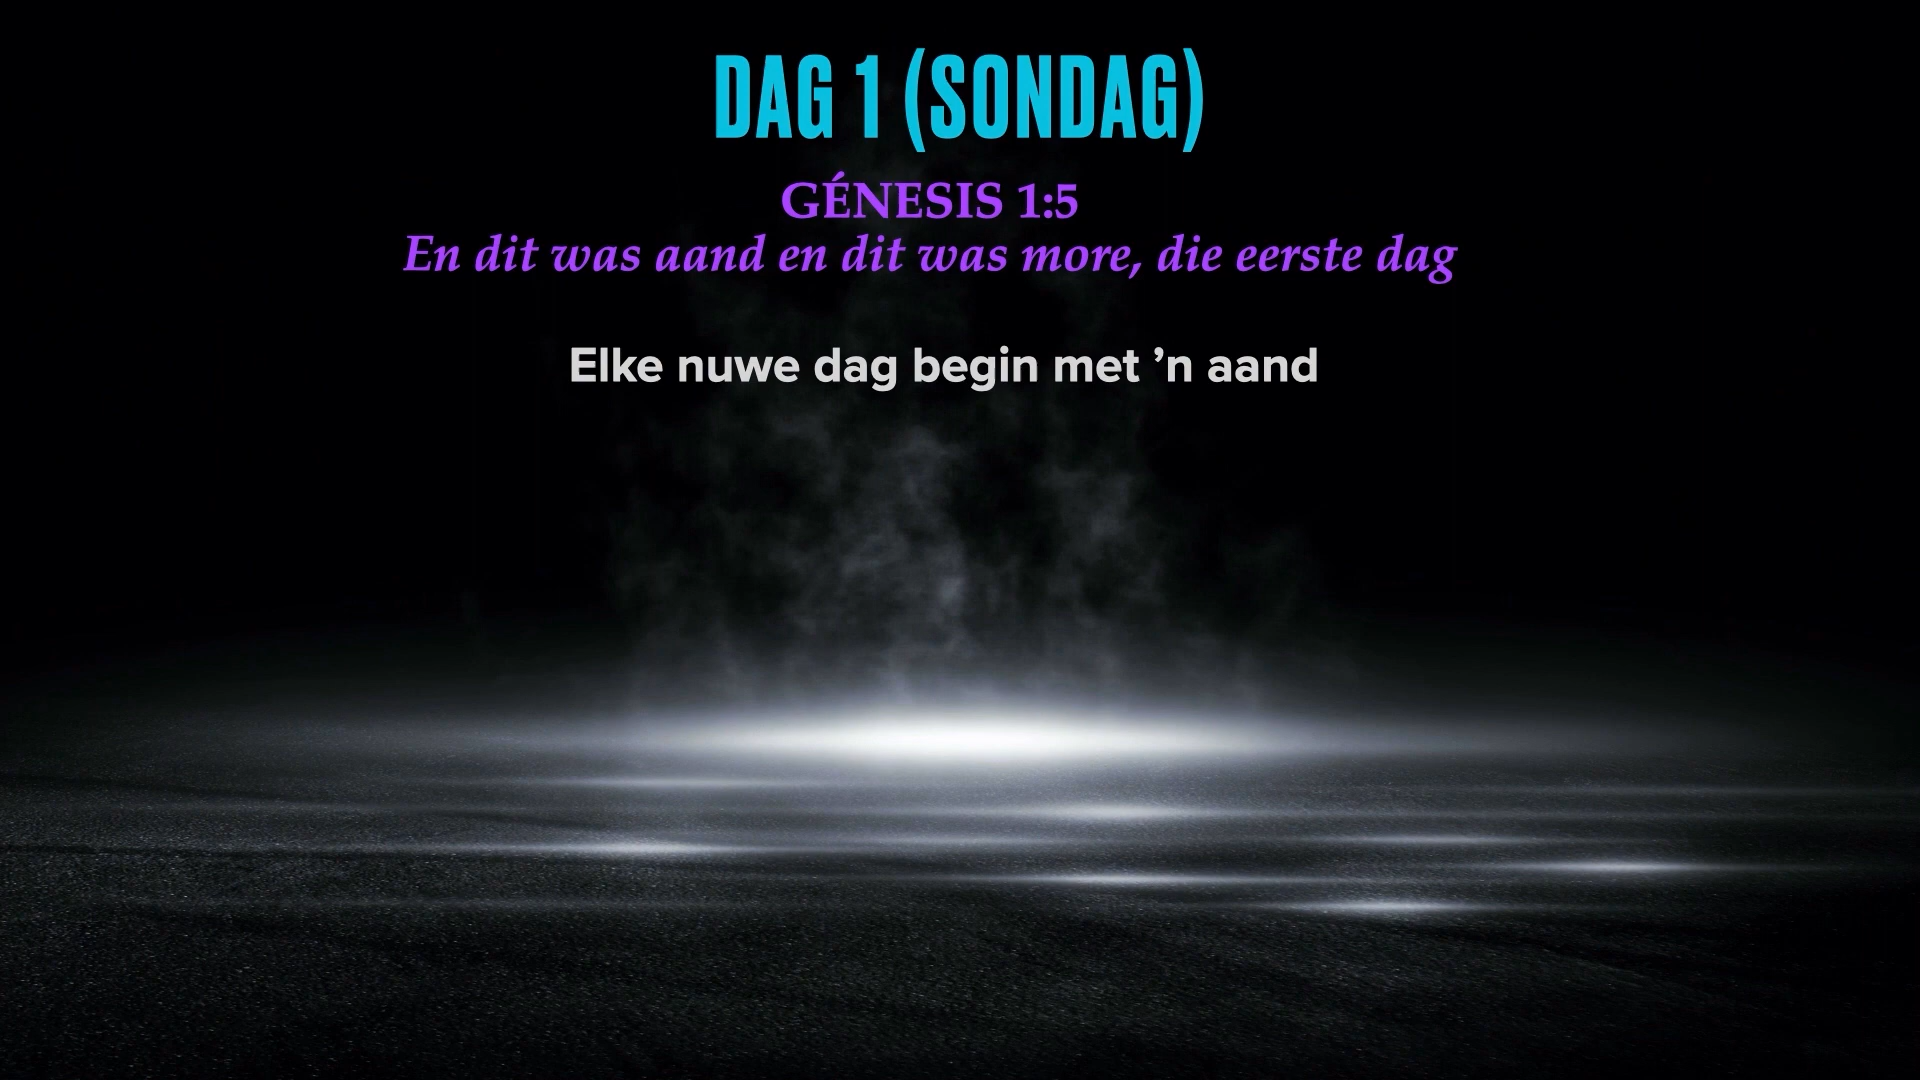 DAG 1 (SONDAG)
GÉNESIS 1:5
En dit was aand en dit was more, die eerste dag
Elke nuwe dag begin met ’n aand